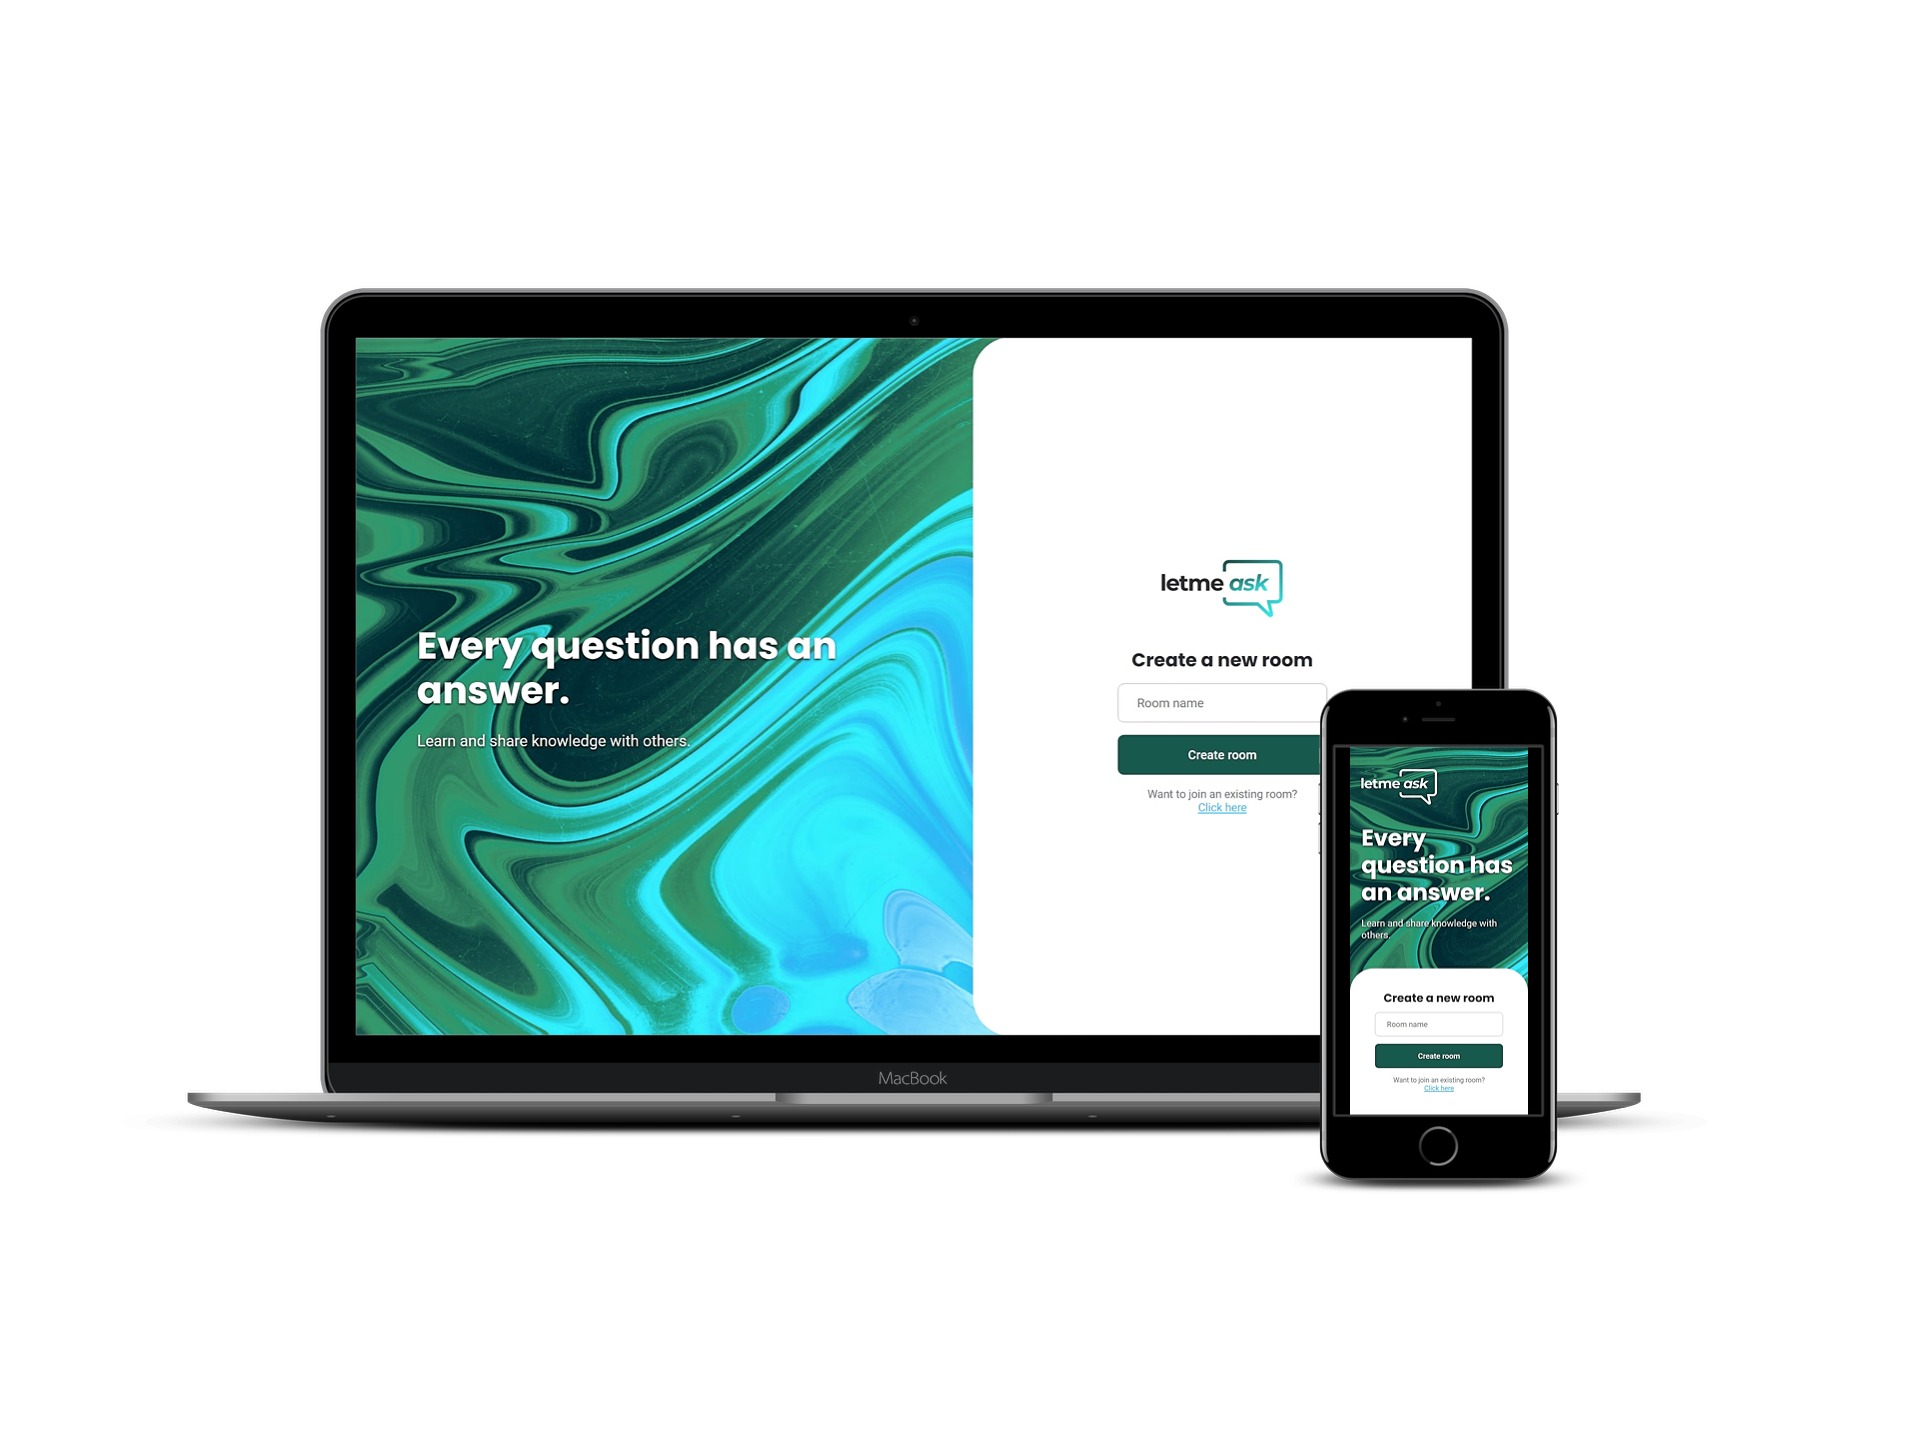 Every question has an
answer.
Learn and share knowledge with others.
letme ask
Create a new room
Room name
Create room
Want to join an existing room?
Click here
MacBook
letme ask
Every
question has
an answer.
Learn and share knowledge with
others.
Create a new room
Room name
Create room
Want to join an existing room?
Click here